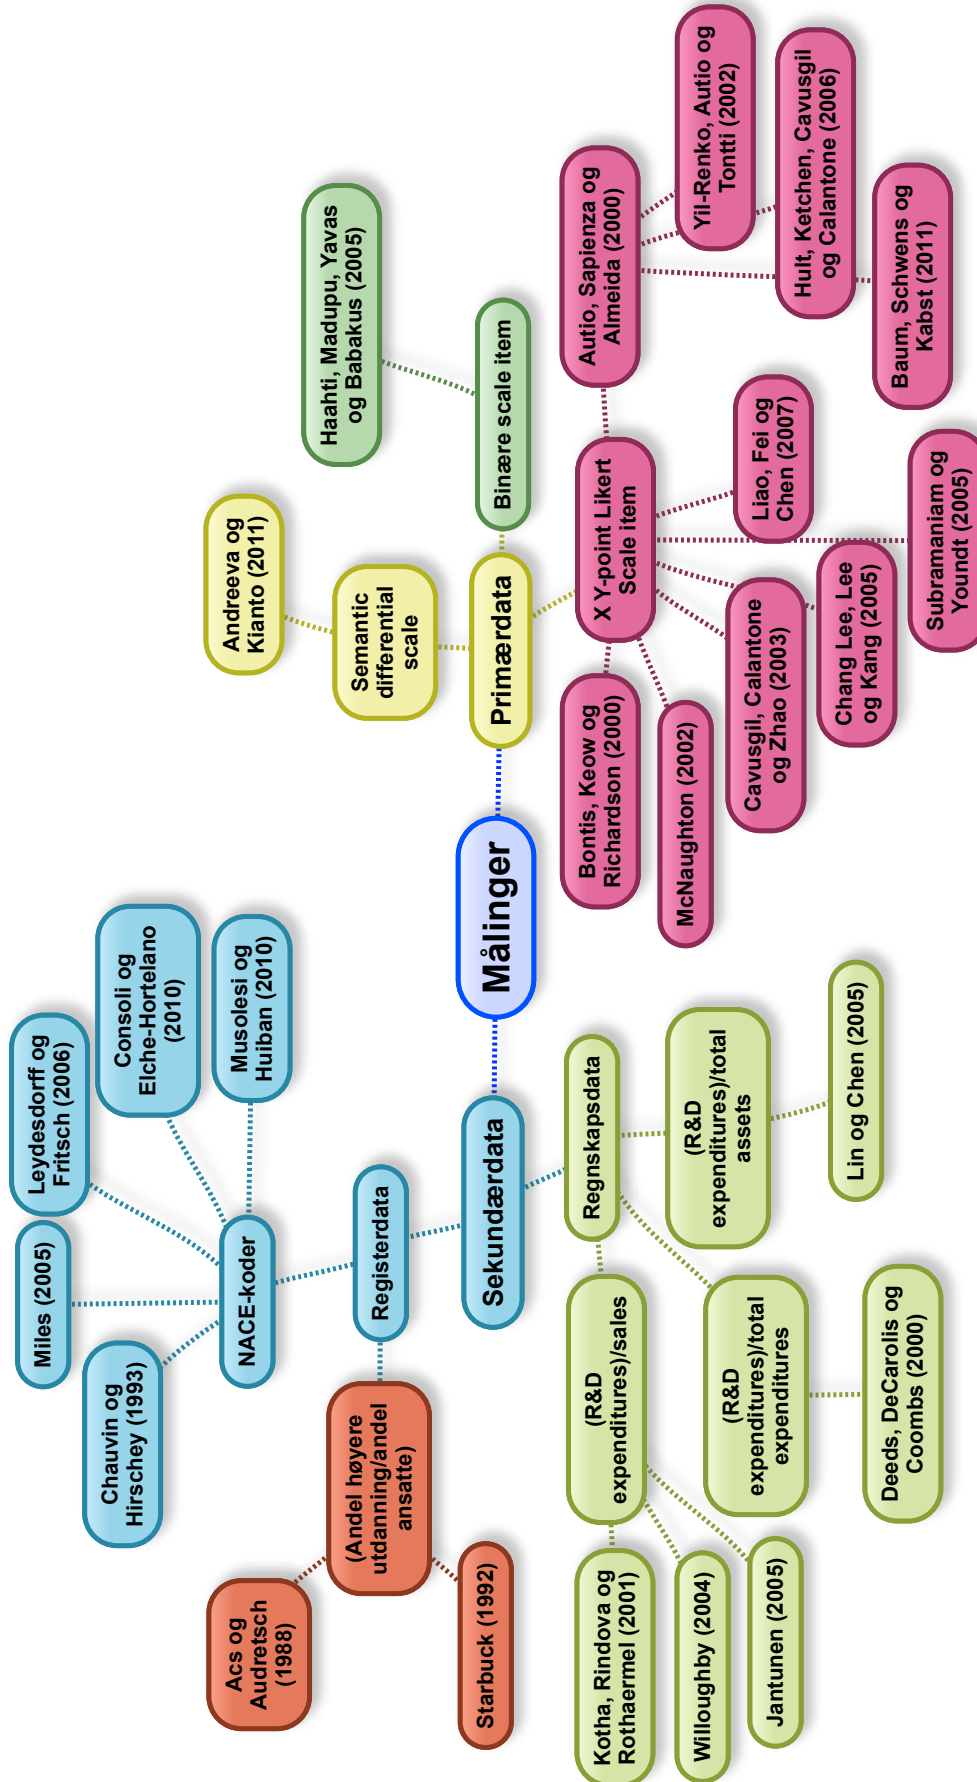 Målinger
Primærdata
Semantic
differential
scale
Andreeva og
Kianto (2011)
Binære scale item
Haahti, Madupu, Yavas
og Babakus (2005)
X Y-point Likert
Scale item
Autio, Sapienza og
Almeida (2000)
Yil-Renko, Autio og
Tontti (2002)
Hult, Ketchen, Cavusgil
og Calantone (2006)
Baum, Schwens og
Kabst (2011)
Liao, Fei og
Chen (2007)
Subramaniam og
Youndt (2005)
Chang Lee, Lee
og Kang (2005)
Cavusgil, Calantone
og Zhao (2003)
McNaughton (2002)
Bontis, Keow og
Richardson (2000)
Sekundærdata
Registerdata
NACE-koder
Musolesi og
Huiban (2010)
Consoli og
Elche-Hortelano
(2010)
Leydesdorff og
Fritsch (2006)
Miles (2005)
Chauvin og
Hirschey (1993)
(Andel høyere
utdanning/andel
ansatte)
Acs og
Audretsch
(1988)
Starbuck (1992)
Regnskapsdata
(R&D
expenditures)/sales
Kotha, Rindova og
Rothaermel (2001)
Willoughby (2004)
Jantunen (2005)
(R&D
expenditures)/total
expenditures
Deeds, DeCarolis og
Coombs (2000)
(R&D
expenditures)/total
assets
Lin og Chen (2005)